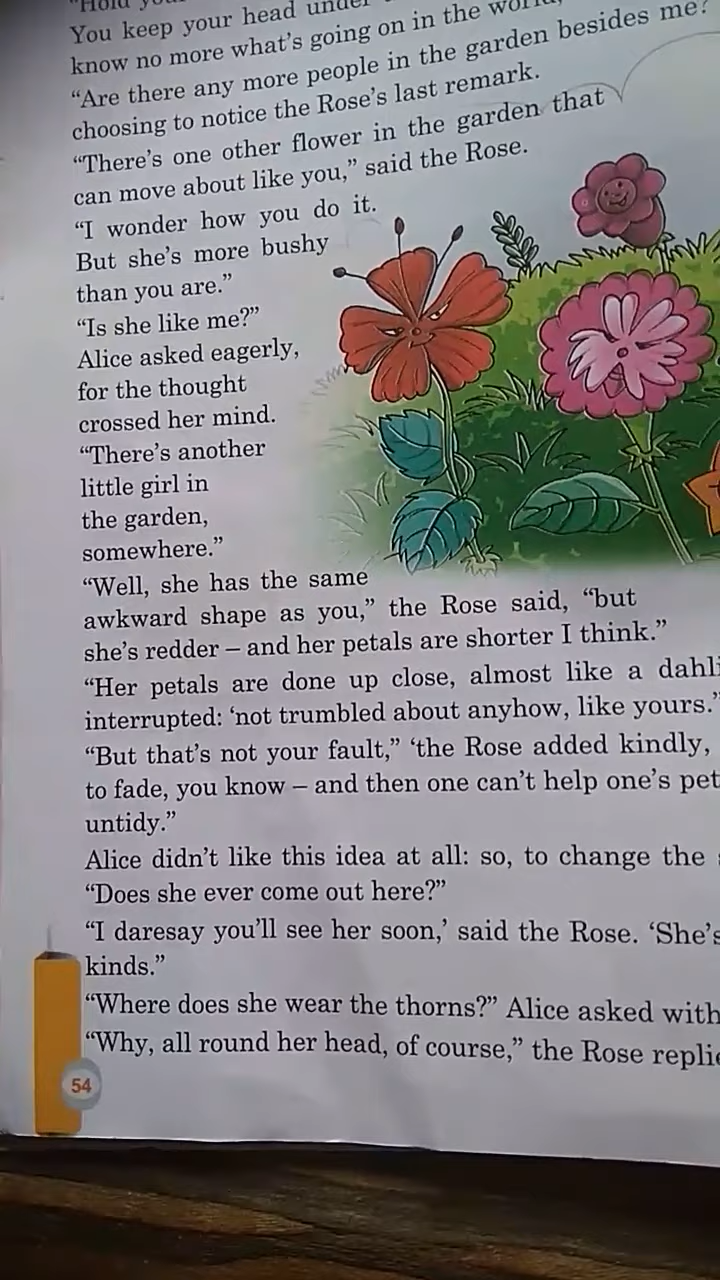 "Hold
You keep your head under
know no more what's going on in the world,
"Are there any more people in the garden besides me?
choosing to notice the Rose's last remark.
"There's one other flower in the garden that
can move about like you," said the Rose.
"I wonder how you do it.
But she's more bushy
than you are."
"Is she like me?"
Alice asked eagerly,
for the thought
crossed her mind.
"There's another
little girl in
the garden,
somewhere."
"Well, she has the same
awkward shape as you," the Rose said, "but
she's redder – and her petals are shorter I think."
"Her petals are done up close, almost like a
interrupted: 'not trumbled about anyhow, like yours."
"But that's not your fault," 'the Rose added kindly,
to fade, you know – and then one can't help one's
untidy."
Alice didn't like this idea at all: so, to change the
"Does she ever come out here?"
"I daresay you'll see her soon,' said the Rose. 'She's
kinds."
"Where does she wear the thorns?" Alice asked with
"Why, all round her head, of course," the Rose
54